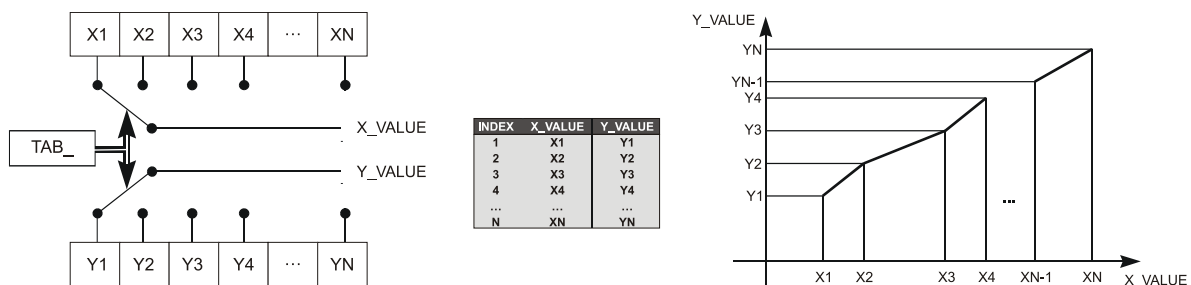 X1 X2 X3 X4 ... XN
TAB_
X_VALUE
Y_VALUE
Y1 Y2 Y3 Y4 ... YN
INDEX X_VALUE Y_VALUE
1 X1 Y1
2 X2 Y2
3 X3 Y3
4 X4 Y4
... ... ...
N XN YN
Y_VALUE
YN
YN-1
Y4
Y3
Y2
Y1
...
X1 X2 X3 X4 XN-1 XN
X_VALUE